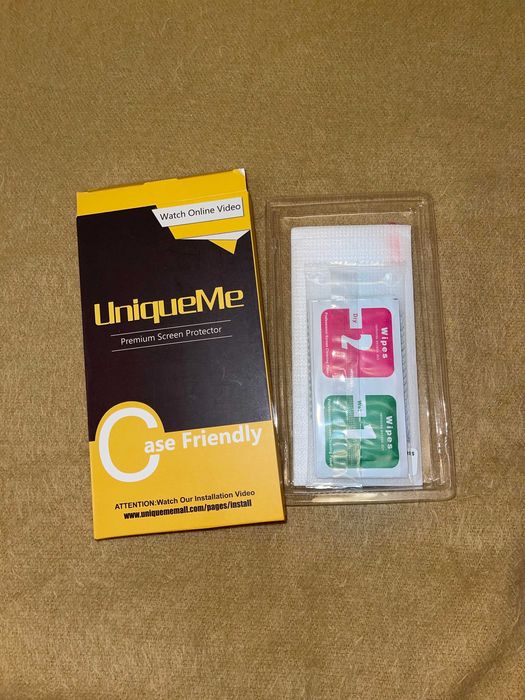 Watch Online Video
UniqueMe
Premium Screen Protector
Case Friendly
ATTENTION:Watch Our Installation Video
www.uniquememall.com/pages/install
Wipes
2
Dry
Wipes
1